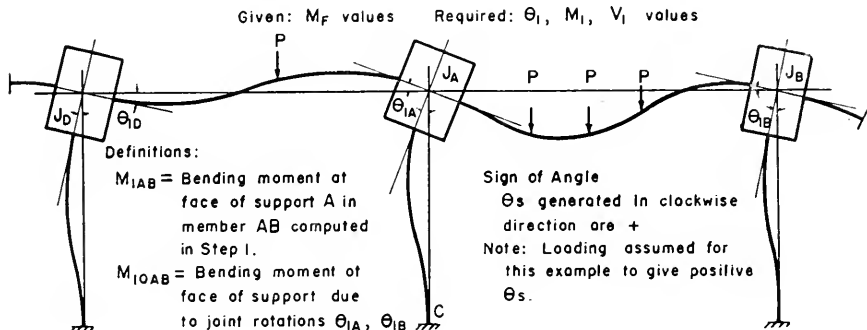 Given: M_F values Required: θ_I, M_I, V_I values
P
J_A
P P P
J_B
J_D
θ_ID
θ_IA
θ_IB
Definitions:
M_IAB = Bending moment at
face of support A in
member AB computed
in Step I.
M_IθAB = Bending moment at
face of support due
to joint rotations θ_IA, θ_IB
Sign of Angle
θs generated in clockwise
direction are +
Note: Loading assumed for
this example to give positive
θs.
C